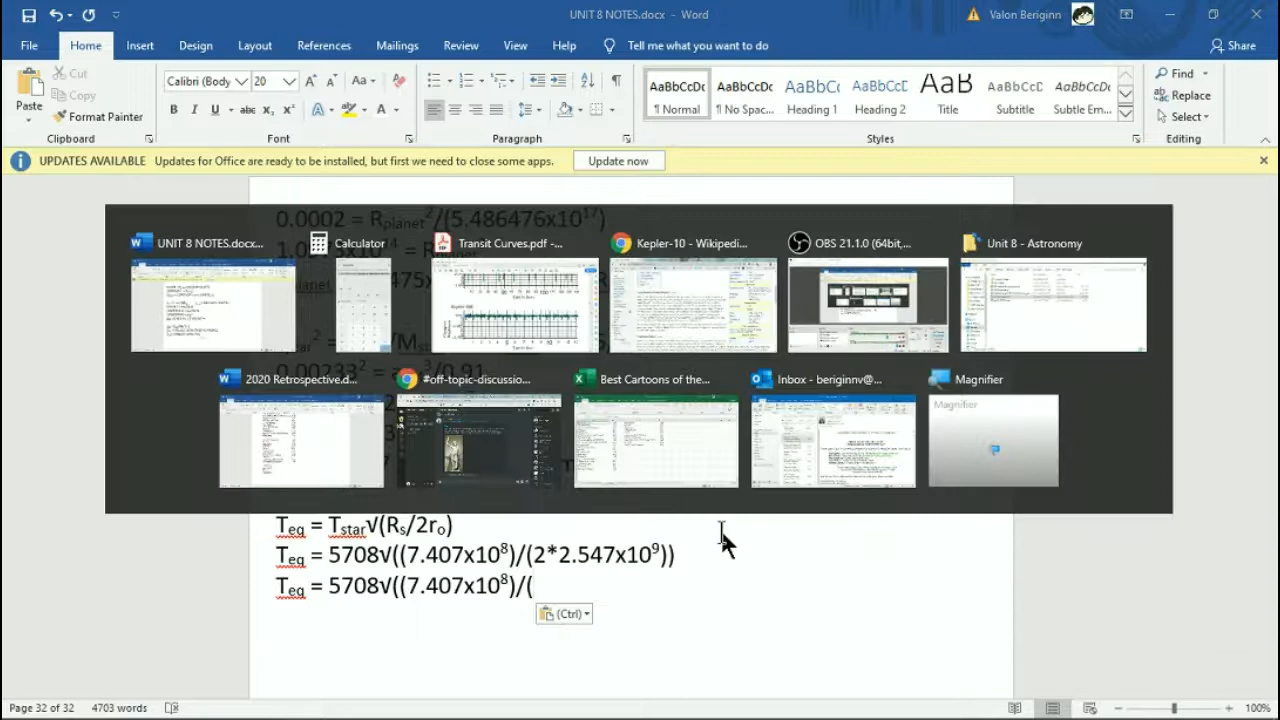 UNIT 8 NOTES.docx - Word
Valon Beriginn
File Home Insert Design Layout References Mailings Review View Help Tell me what you want to do Share
Paste
Cut
Copy
Format Painter
Clipboard
Calibri (Body 20
Font
Paragraph
AaBbCcDc AaBbCcDc AaBbCc AaBbCcE AaB AaBbCcD AaBbCcDc
¶ Normal ¶ No Spac... Heading 1 Heading 2 Title Subtitle Subtle Em...
Styles
Find
Replace
Select
Editing
UPDATES AVAILABLE Updates for Office are ready to be installed, but first we need to close some apps. Update now
0.0002 = Rplanet²/(5.486476x10¹⁷)
UNIT 8 NOTES.docx... Calculator Transit Curves.pdf -... Kepler-10 - Wikipedi... OBS 21.1.0 (64bit,... Unit 8 - Astronomy
2020 Retrospective.d... #off-topic-discussio... Best Cartoons of the... Inbox - beriginnv@... Magnifier
Magnifier
Teq = Tstar√(Rs/2ro)
Teq = 5708√((7.407x10⁸)/(2*2.547x10⁹))
Teq = 5708√((7.407x10⁸)/(
(Ctrl)
Page 32 of 32 4703 words 100%